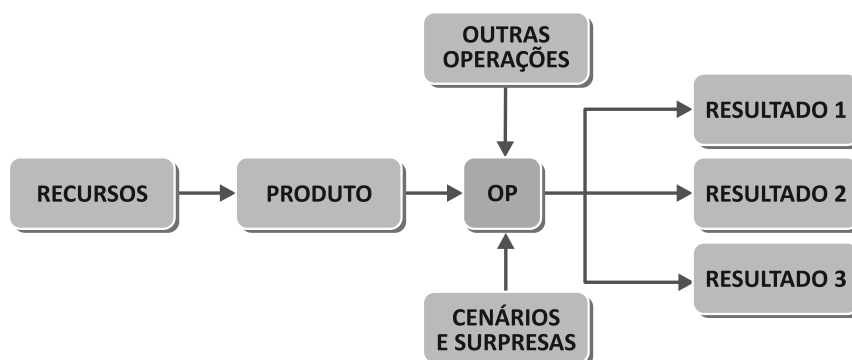 OUTRAS
OPERAÇÕES
RESULTADO 1
RECURSOS
PRODUTO
OP
RESULTADO 2
RESULTADO 3
CENÁRIOS
E SURPRESAS